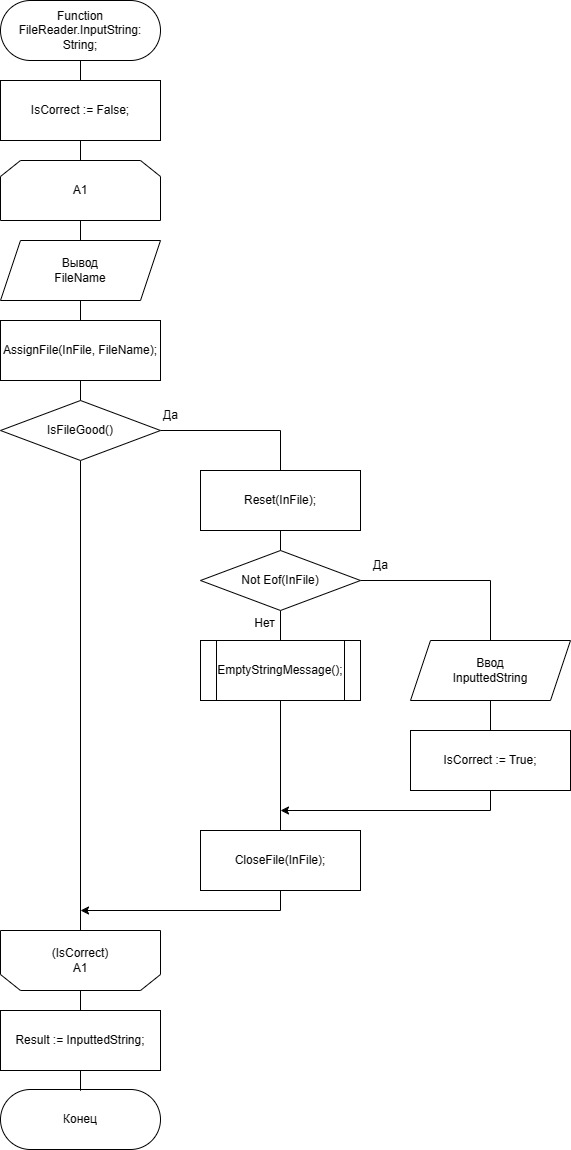 Function
FileReader.InputString:
String;
IsCorrect := False;
A1
Вывод
FileName
AssignFile(InFile, FileName);
IsFileGood()
Да
Reset(InFile);
Not Eof(InFile)
Да
Нет
EmptyStringMessage();
Ввод
InputtedString
IsCorrect := True;
CloseFile(InFile);
(IsCorrect)
A1
Result := InputtedString;
Конец